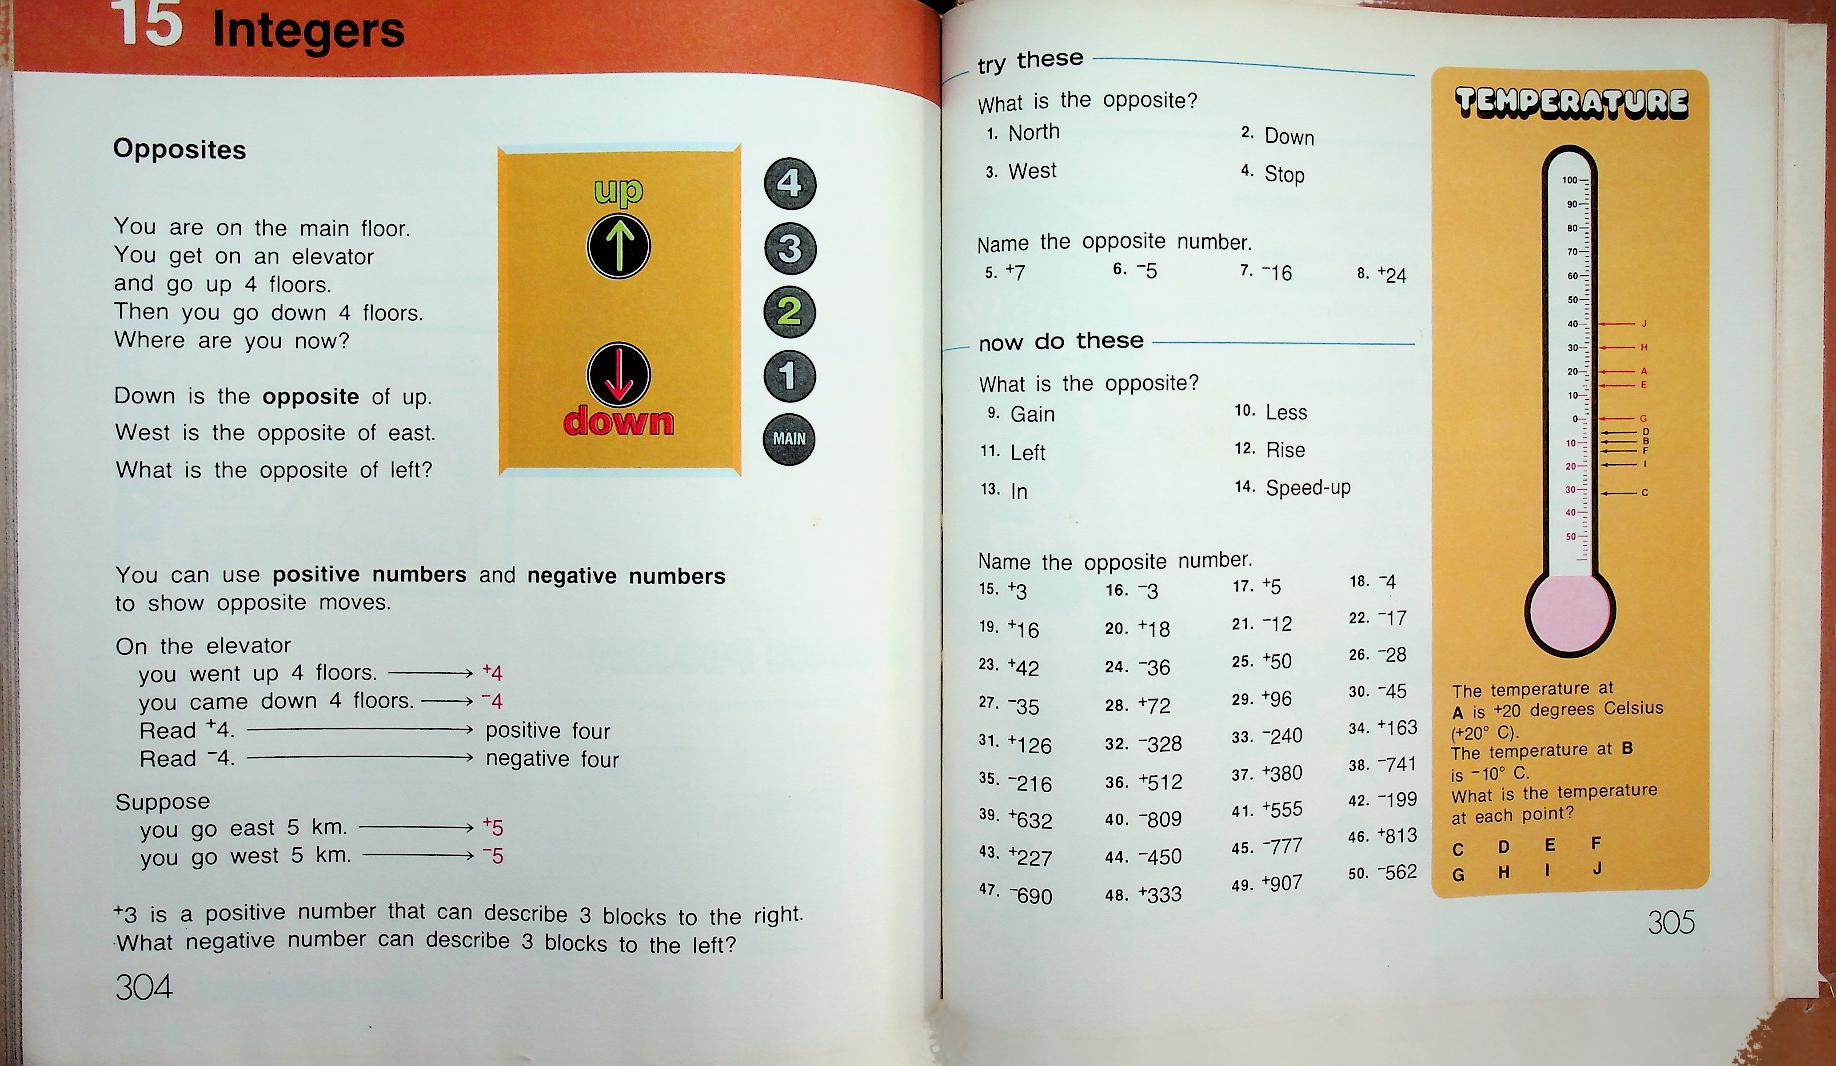 15 Integers
Opposites
You are on the main floor.
You get on an elevator
and go up 4 floors.
Then you go down 4 floors.
Where are you now?
Down is the opposite of up.
West is the opposite of east.
What is the opposite of left?
up
down
4
3
2
1
MAIN
You can use positive numbers and negative numbers
to show opposite moves.
On the elevator
you went up 4 floors. ⁺4
you came down 4 floors. ⁻4
Read ⁺4. positive four
Read ⁻4. negative four
Suppose
you go east 5 km. ⁺5
you go west 5 km. ⁻5
⁺3 is a positive number that can describe 3 blocks to the right.
What negative number can describe 3 blocks to the left?
304
try these
What is the opposite?
1. North 2. Down
3. West 4. Stop
Name the opposite number.
5. ⁺7 6. ⁻5 7. ⁻16 8. ⁺24
now do these
What is the opposite?
9. Gain 10. Less
11. Left 12. Rise
13. In 14. Speed-up
Name the opposite number.
15. ⁺3 16. ⁻3 17. ⁺5 18. ⁻4
19. ⁺16 20. ⁺18 21. ⁻12 22. ⁻17
23. ⁺42 24. ⁻36 25. ⁺50 26. ⁻28
27. ⁻35 28. ⁺72 29. ⁺96 30. ⁻45
31. ⁺126 32. ⁻328 33. ⁻240 34. ⁺163
35. ⁻216 36. ⁺512 37. ⁺380 38. ⁻741
39. ⁺632 40. ⁻809 41. ⁺555 42. ⁻199
43. ⁺227 44. ⁻450 45. ⁻777 46. ⁺813
47. ⁻690 48. ⁺333 49. ⁺907 50. ⁻562
TEMPERATURE
100
90
80
70
60
50
40 J
30 H
20 A
E
10
0 G
D
10 B
F
20 I
30 C
40
50
The temperature at
A is ⁺20 degrees Celsius
(⁺20° C).
The temperature at B
is ⁻10° C.
What is the temperature
at each point?
C D E F
G H I J
305